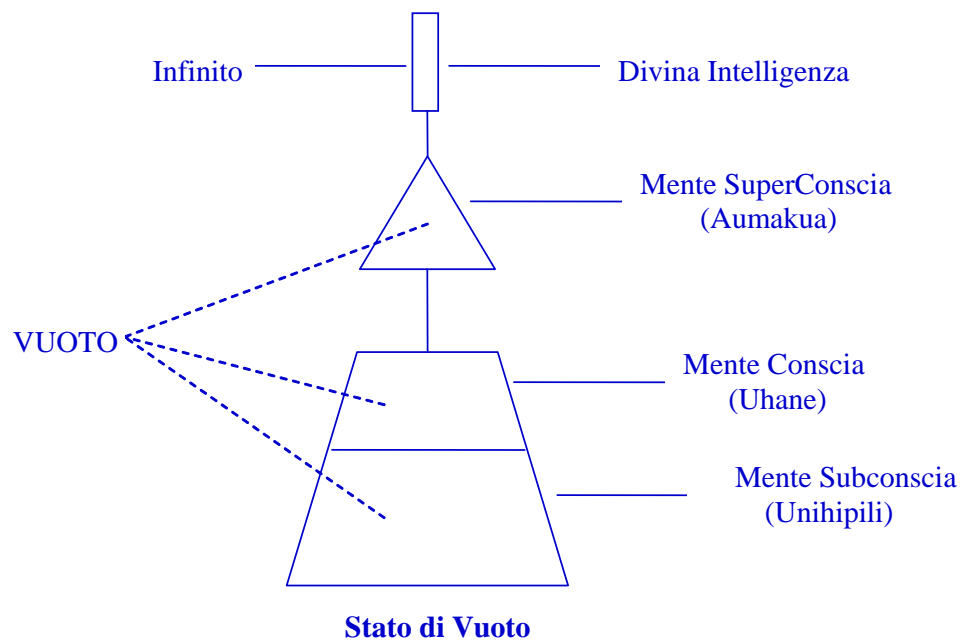 Infinito
Divina Intelligenza
Mente SuperConscia
(Aumakua)
VUOTO
Mente Conscia
(Uhane)
Mente Subconscia
(Unihipili)
Stato di Vuoto